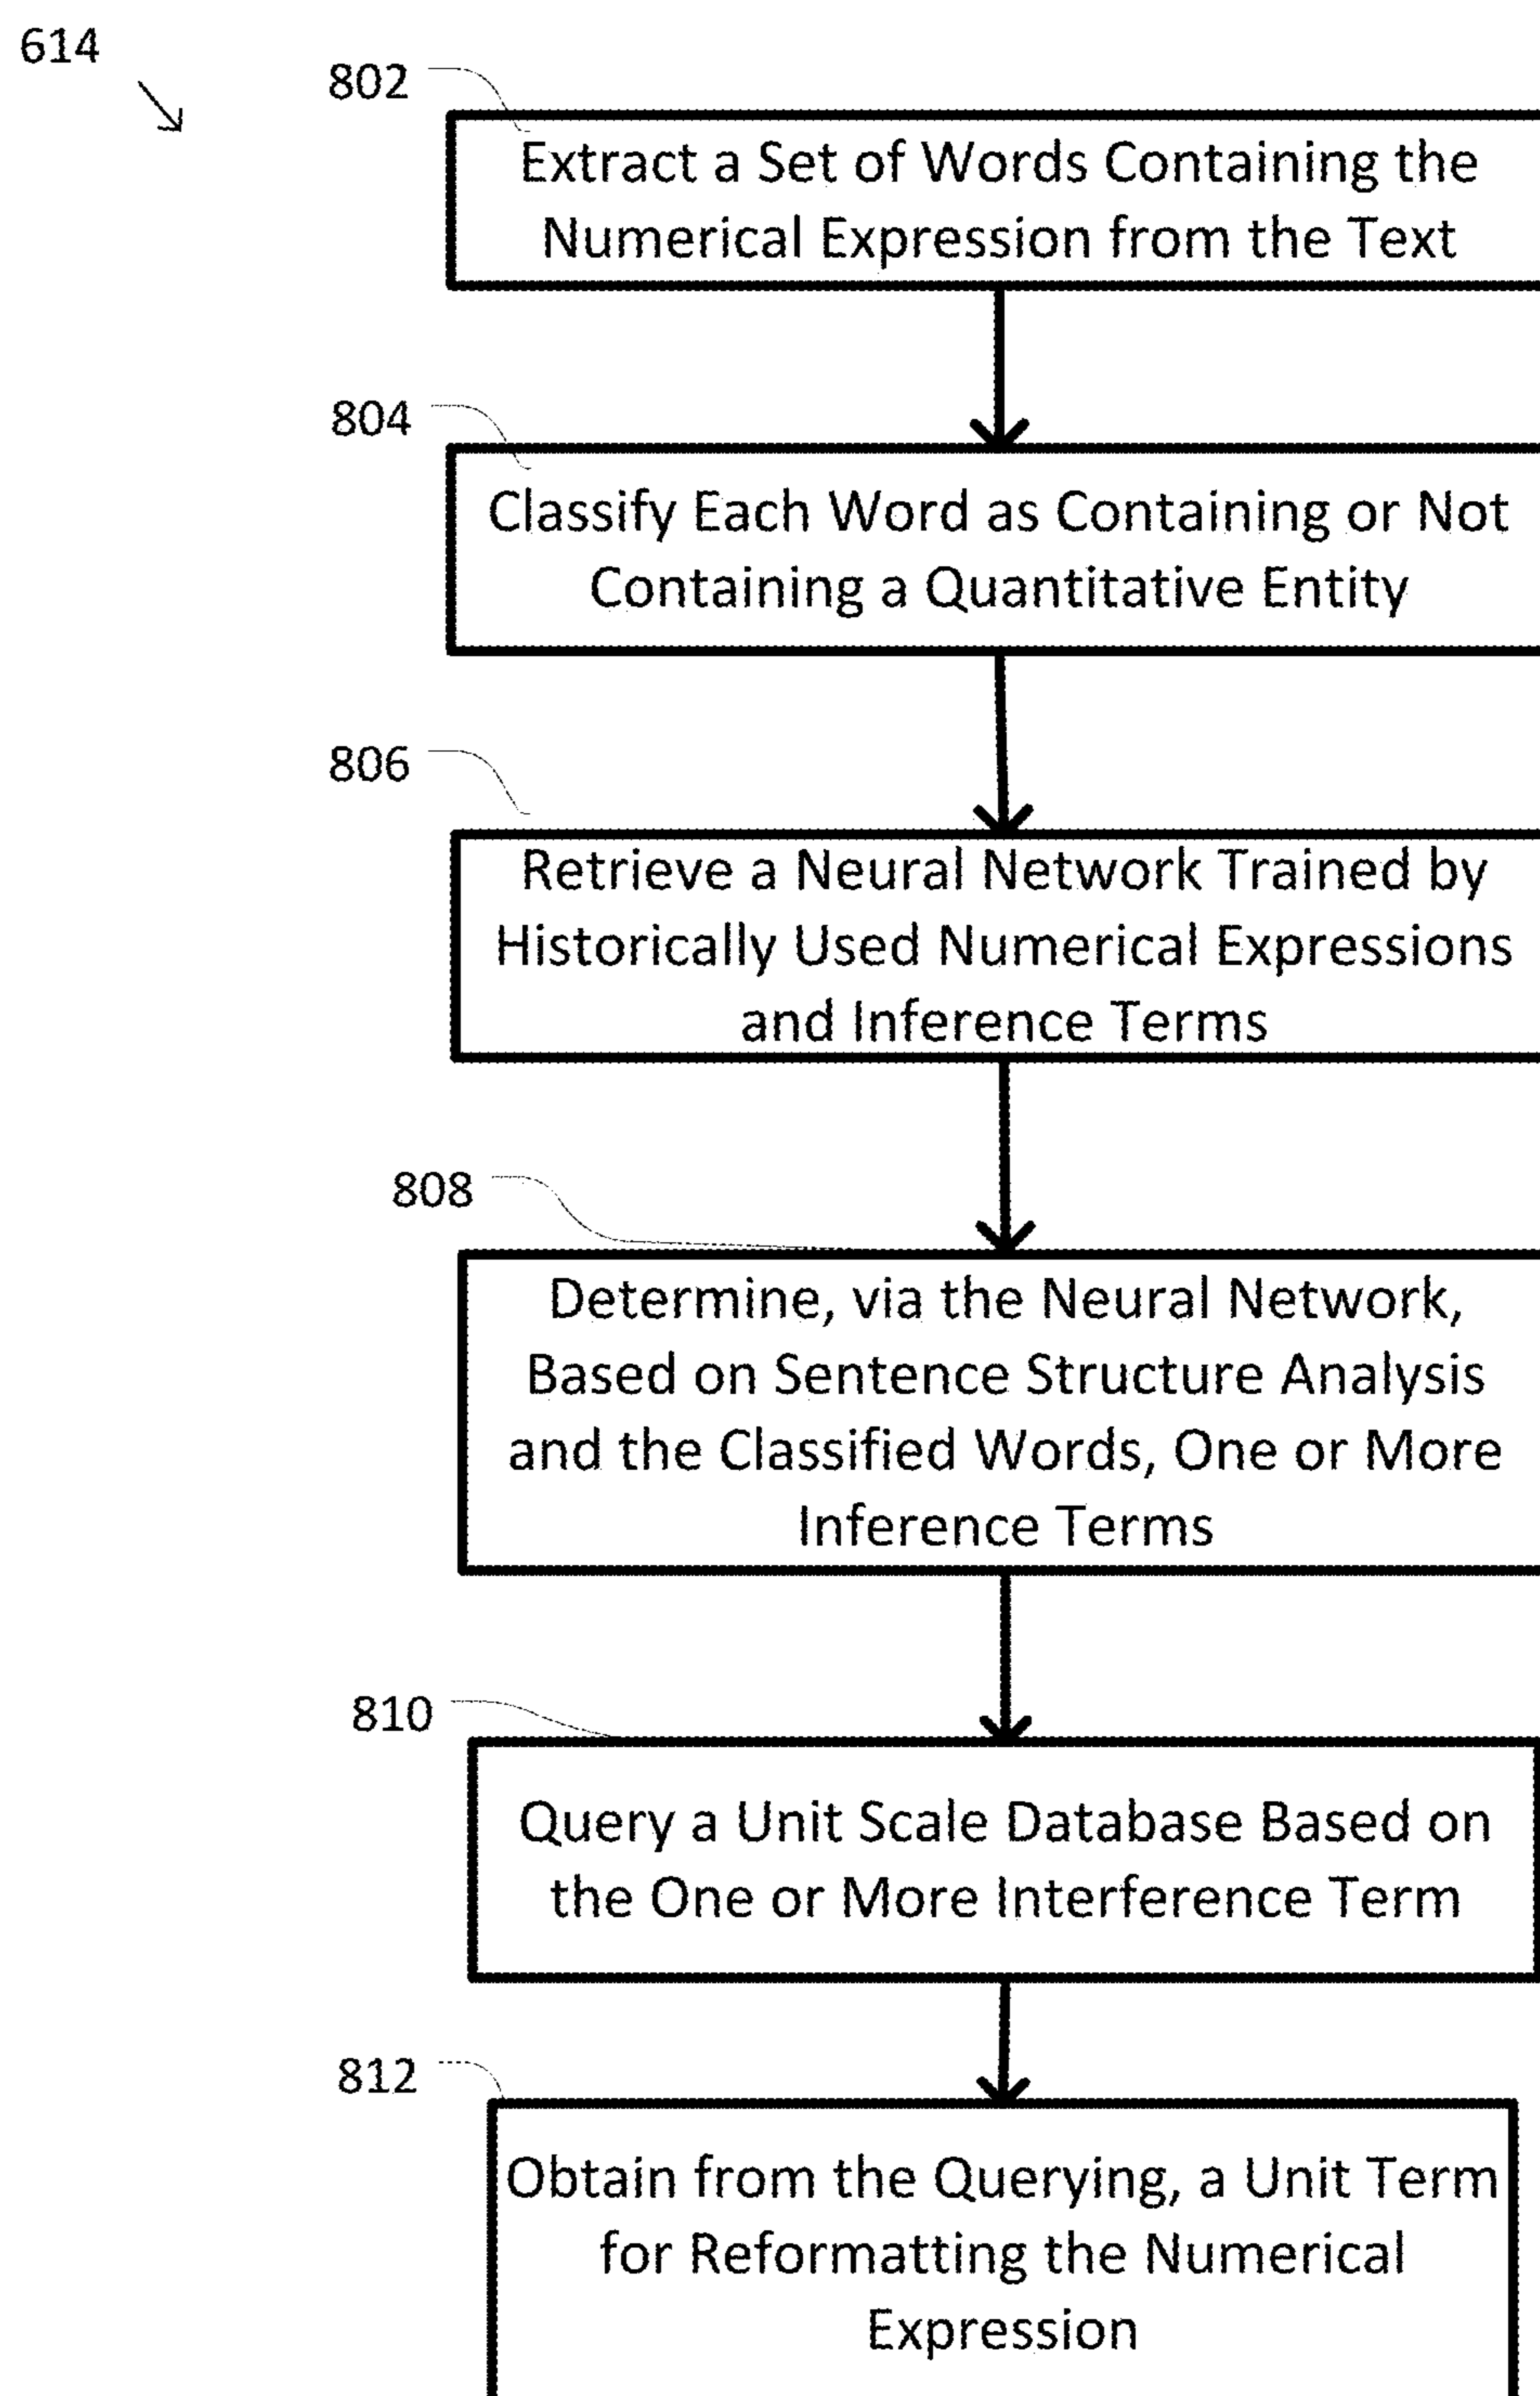 614
802
Extract a Set of Words Containing the
Numerical Expression from the Text
804
Classify Each Word as Containing or Not
Containing a Quantitative Entity
806
Retrieve a Neural Network Trained by
Historically Used Numerical Expressions
and Inference Terms
808
Determine, via the Neural Network,
Based on Sentence Structure Analysis
and the Classified Words, One or More
Inference Terms
810
Query a Unit Scale Database Based on
the One or More Interference Term
812
Obtain from the Querying, a Unit Term
for Reformatting the Numerical
Expression